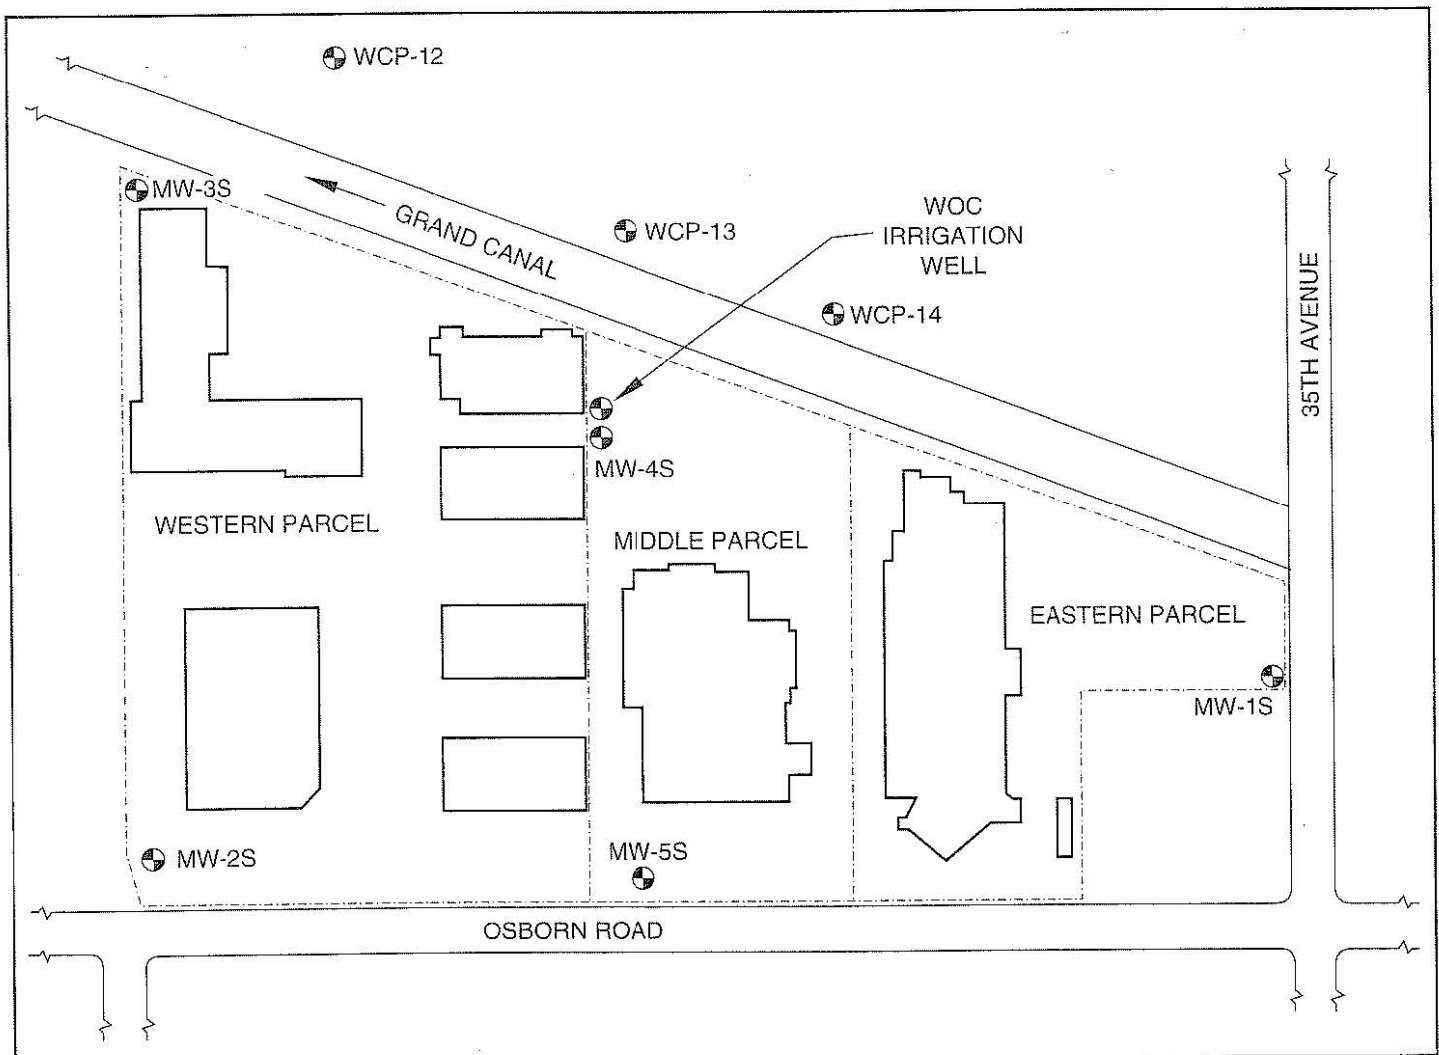 WCP-12
MW-3S
GRAND CANAL
WCP-13
WOC
IRRIGATION
WELL
WCP-14
35TH AVENUE
MW-4S
WESTERN PARCEL
MIDDLE PARCEL
EASTERN PARCEL
MW-1S
MW-2S
MW-5S
OSBORN ROAD